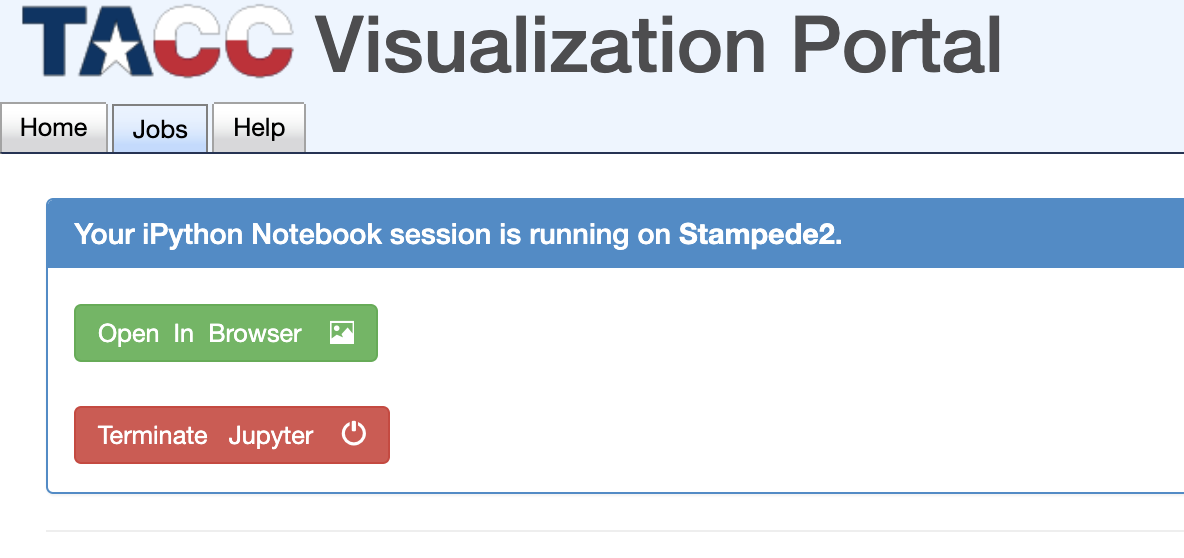 TACC Visualization Portal
Home Jobs Help
Your iPython Notebook session is running on Stampede2.
Open In Browser
Terminate Jupyter